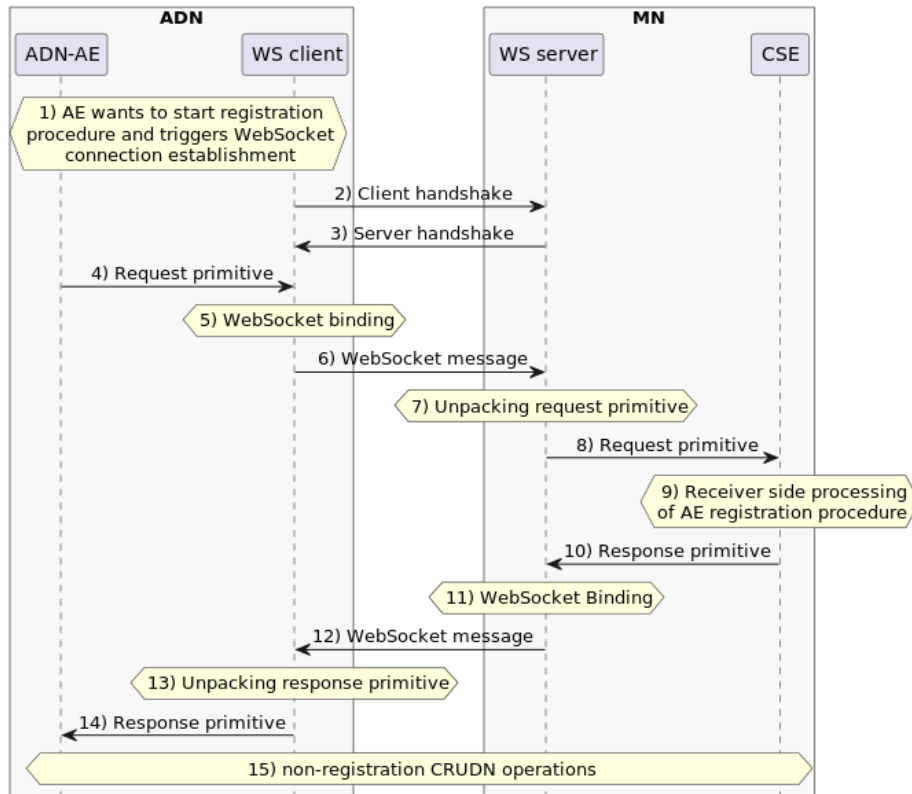 ADN
MN
ADN-AE
WS client
WS server
CSE
1) AE wants to start registration
procedure and triggers WebSocket
connection establishment
2) Client handshake
3) Server handshake
4) Request primitive
5) WebSocket binding
6) WebSocket message
7) Unpacking request primitive
8) Request primitive
9) Receiver side processing
of AE registration procedure
10) Response primitive
11) WebSocket Binding
12) WebSocket message
13) Unpacking response primitive
14) Response primitive
15) non-registration CRUDN operations